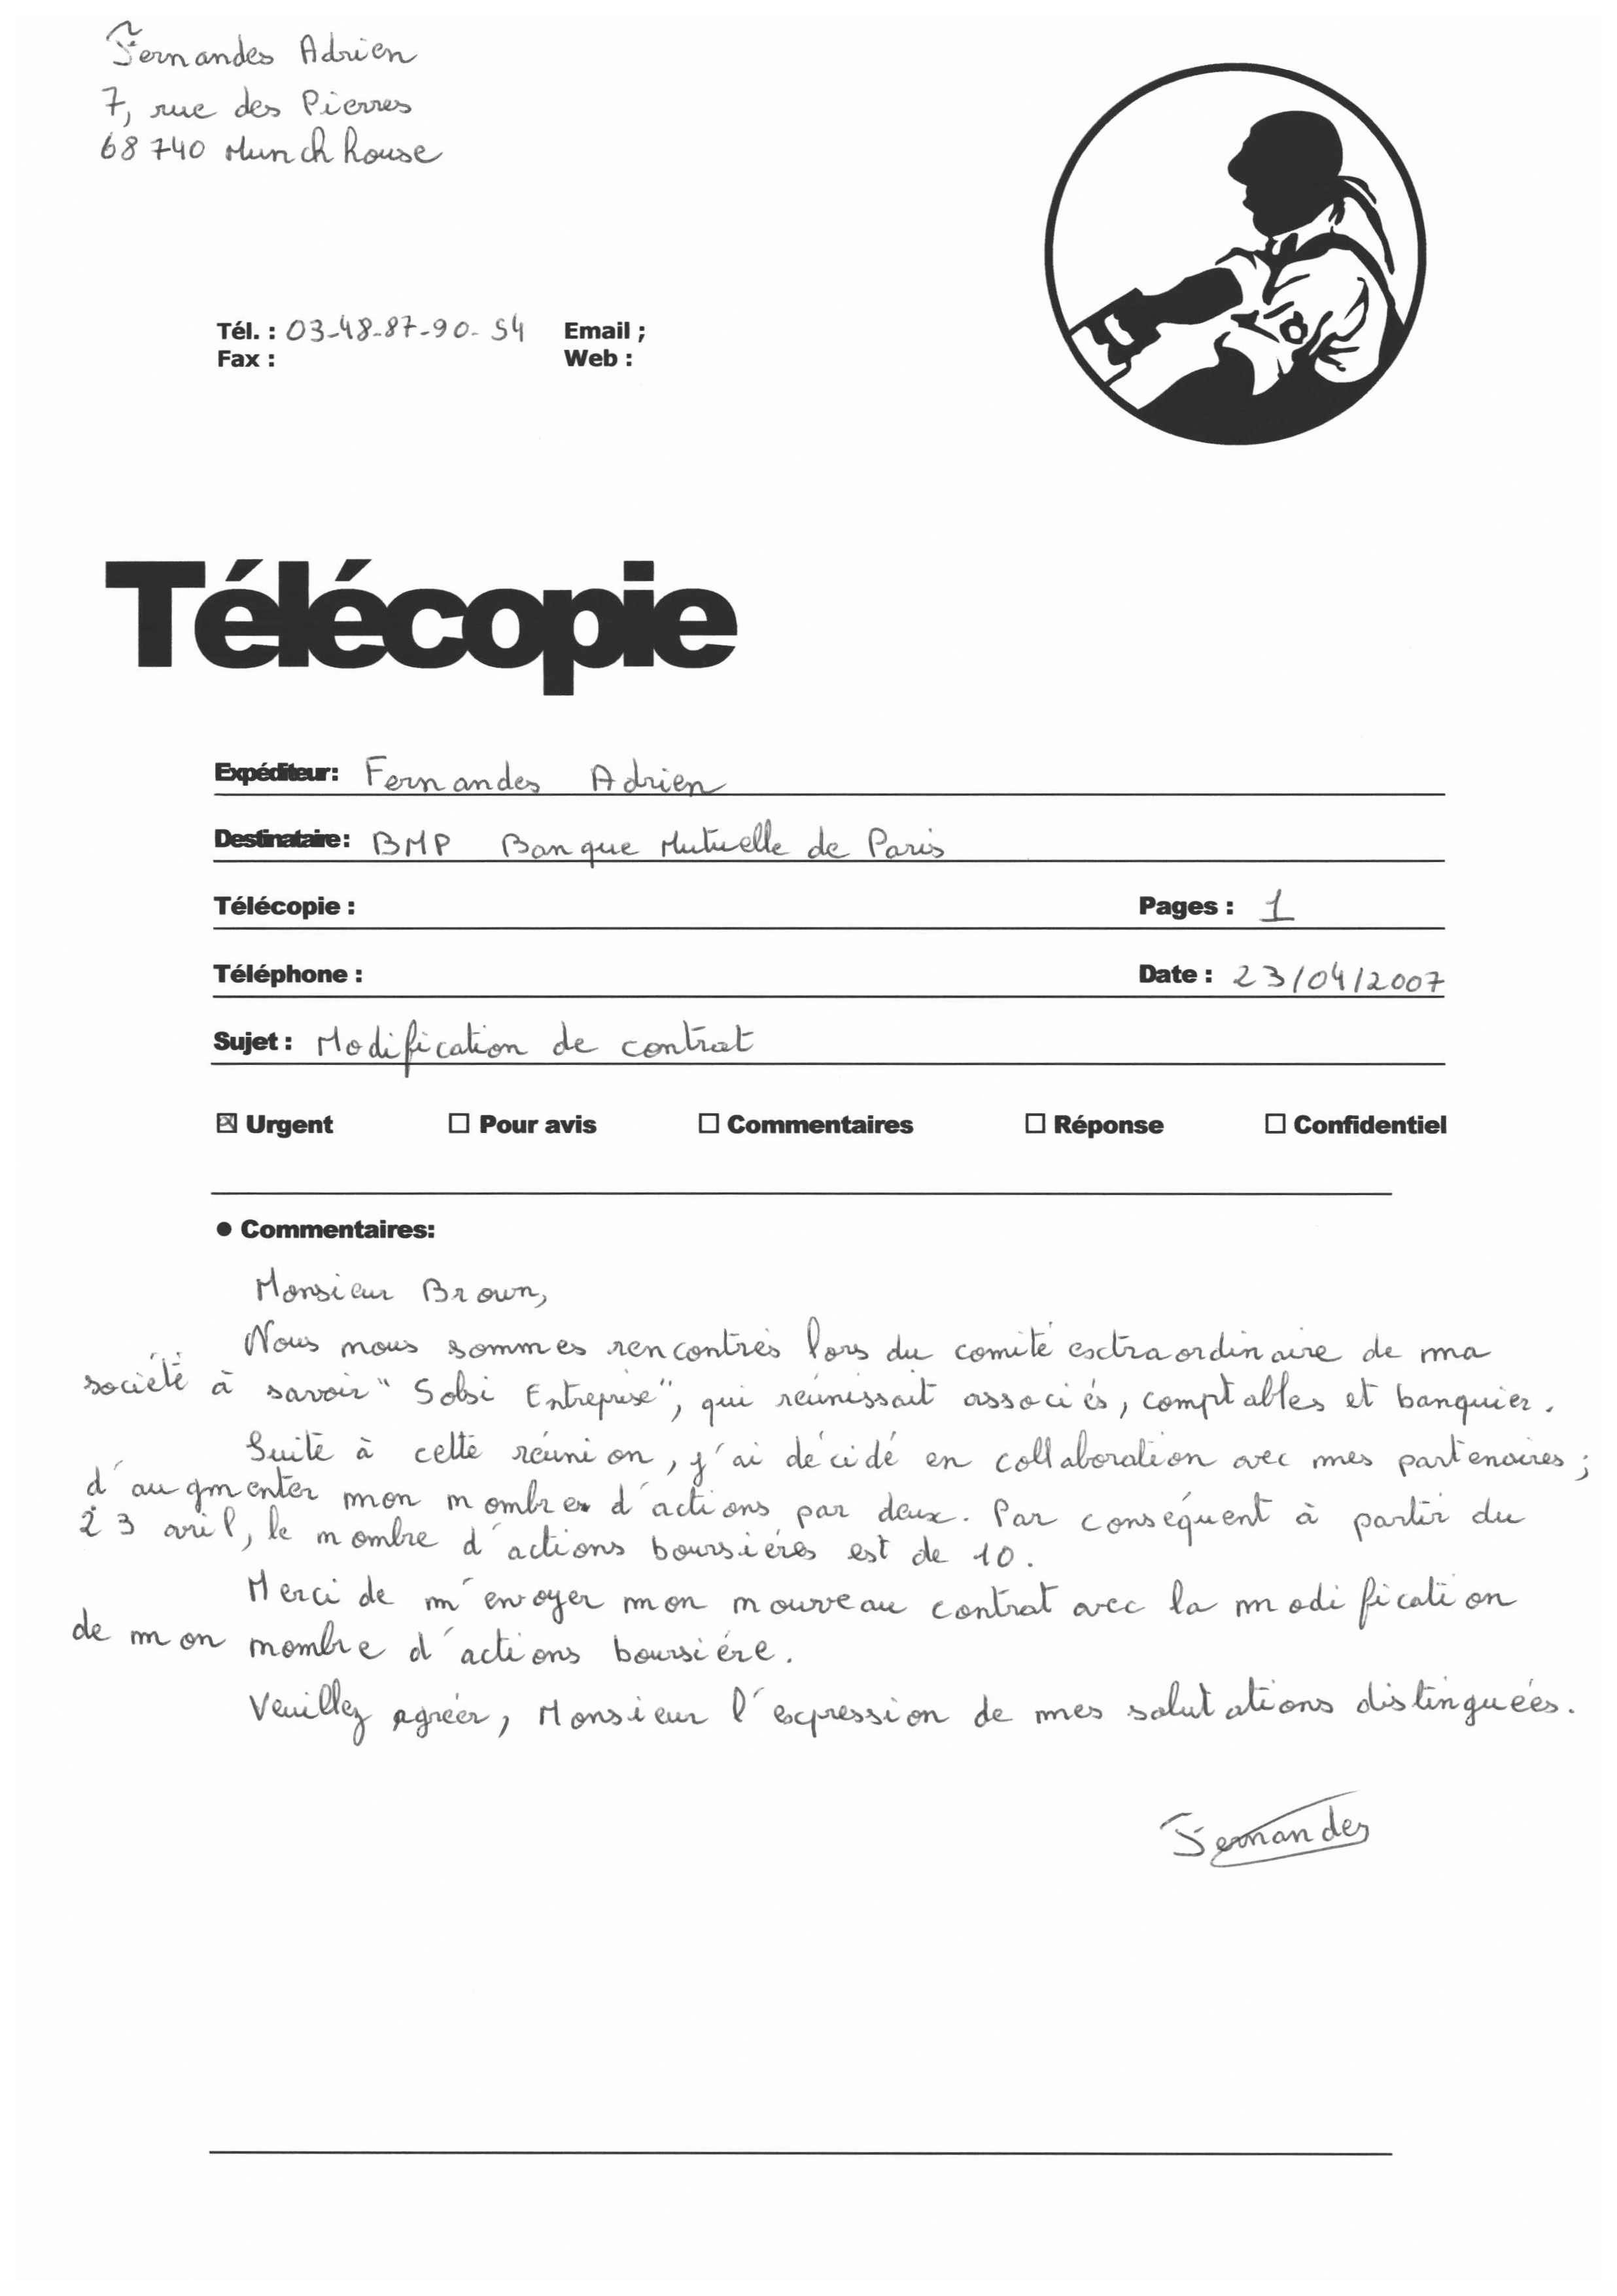 Fernandes Adrien
7, rue des Pierres
68740 Munchhouse
Tél. : 03-48-87-90-54 Email ;
Fax : Web :
Télécopie
Expéditeur: Fernandes Adrien
Destinataire: BMP Banque Mutuelle de Paris
Télécopie : Pages : 1
Téléphone : Date : 23/04/2007
Sujet : Modification de contrat
☒ Urgent ☐ Pour avis ☐ Commentaires ☐ Réponse ☐ Confidentiel
● Commentaires:
Monsieur Brown,
Nous nous sommes rencontrés lors du comité extraordinaire de ma
société à savoir "Solsi Entreprise", qui réunissait associés, comptables et banquier.
Suite à cette réunion, j'ai décidé en collaboration avec mes partenaires ;
d'augmenter mon nombre d'actions par deux. Par conséquent à partir du
23 avril, le nombre d'actions boursières est de 10.
Merci de m'envoyer mon nouveau contrat avec la modification
de mon nombre d'actions boursière.
Veuillez agréer, Monsieur l'expression de mes salutations distinguées.
Fernandes